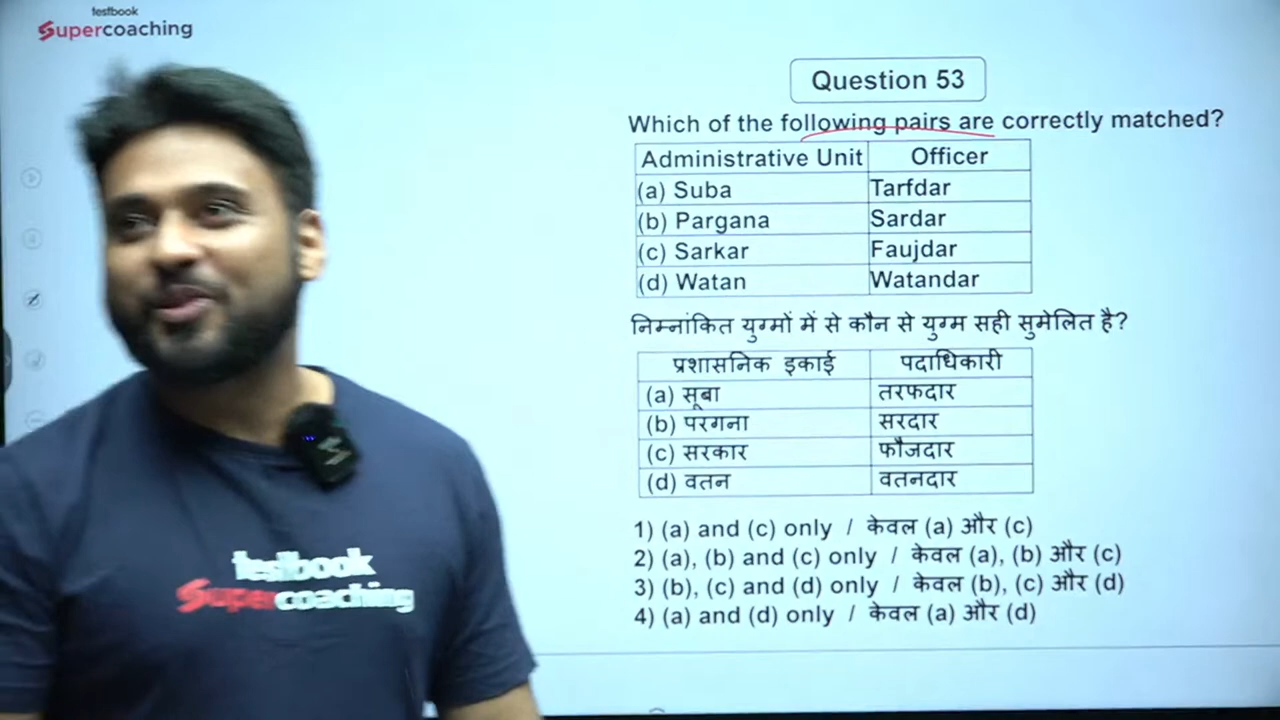 testbook
Supercoaching
Question 53
Which of the following pairs are correctly matched?
Administrative Unit Officer
(a) Suba Tarfdar
(b) Pargana Sardar
(c) Sarkar Faujdar
(d) Watan Watandar
निम्नांकित युग्मों में से कौन से युग्म सही सुमेलित है?
प्रशासनिक इकाई पदाधिकारी
(a) सूबा तरफदार
(b) परगना सरदार
(c) सरकार फौजदार
(d) वतन वतनदार
1) (a) and (c) only / केवल (a) और (c)
2) (a), (b) and (c) only / केवल (a), (b) और (c)
3) (b), (c) and (d) only / केवल (b), (c) और (d)
4) (a) and (d) only / केवल (a) और (d)
testbook
Supercoaching